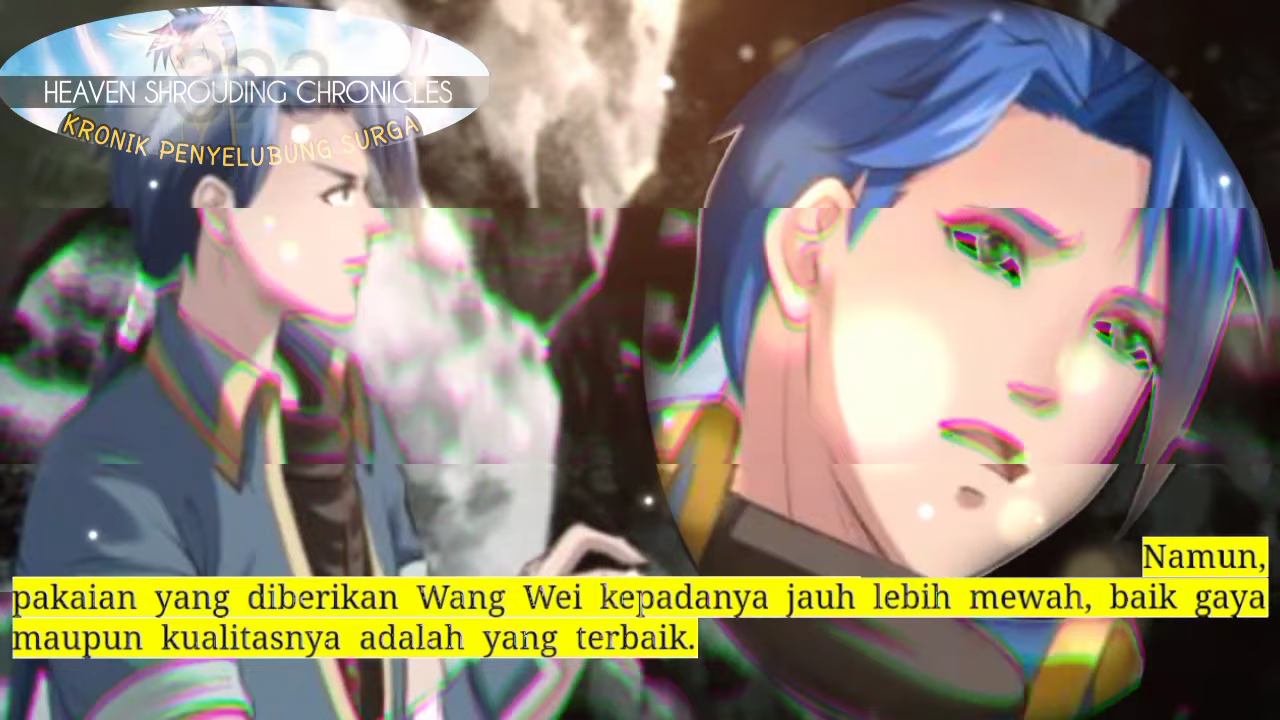 HEAVEN SHROUDING CHRONICLES
KRONIK PENYELUBUNG SURGA
Namun,
pakaian yang diberikan Wang Wei kepadanya jauh lebih mewah, baik gaya
maupun kualitasnya adalah yang terbaik.